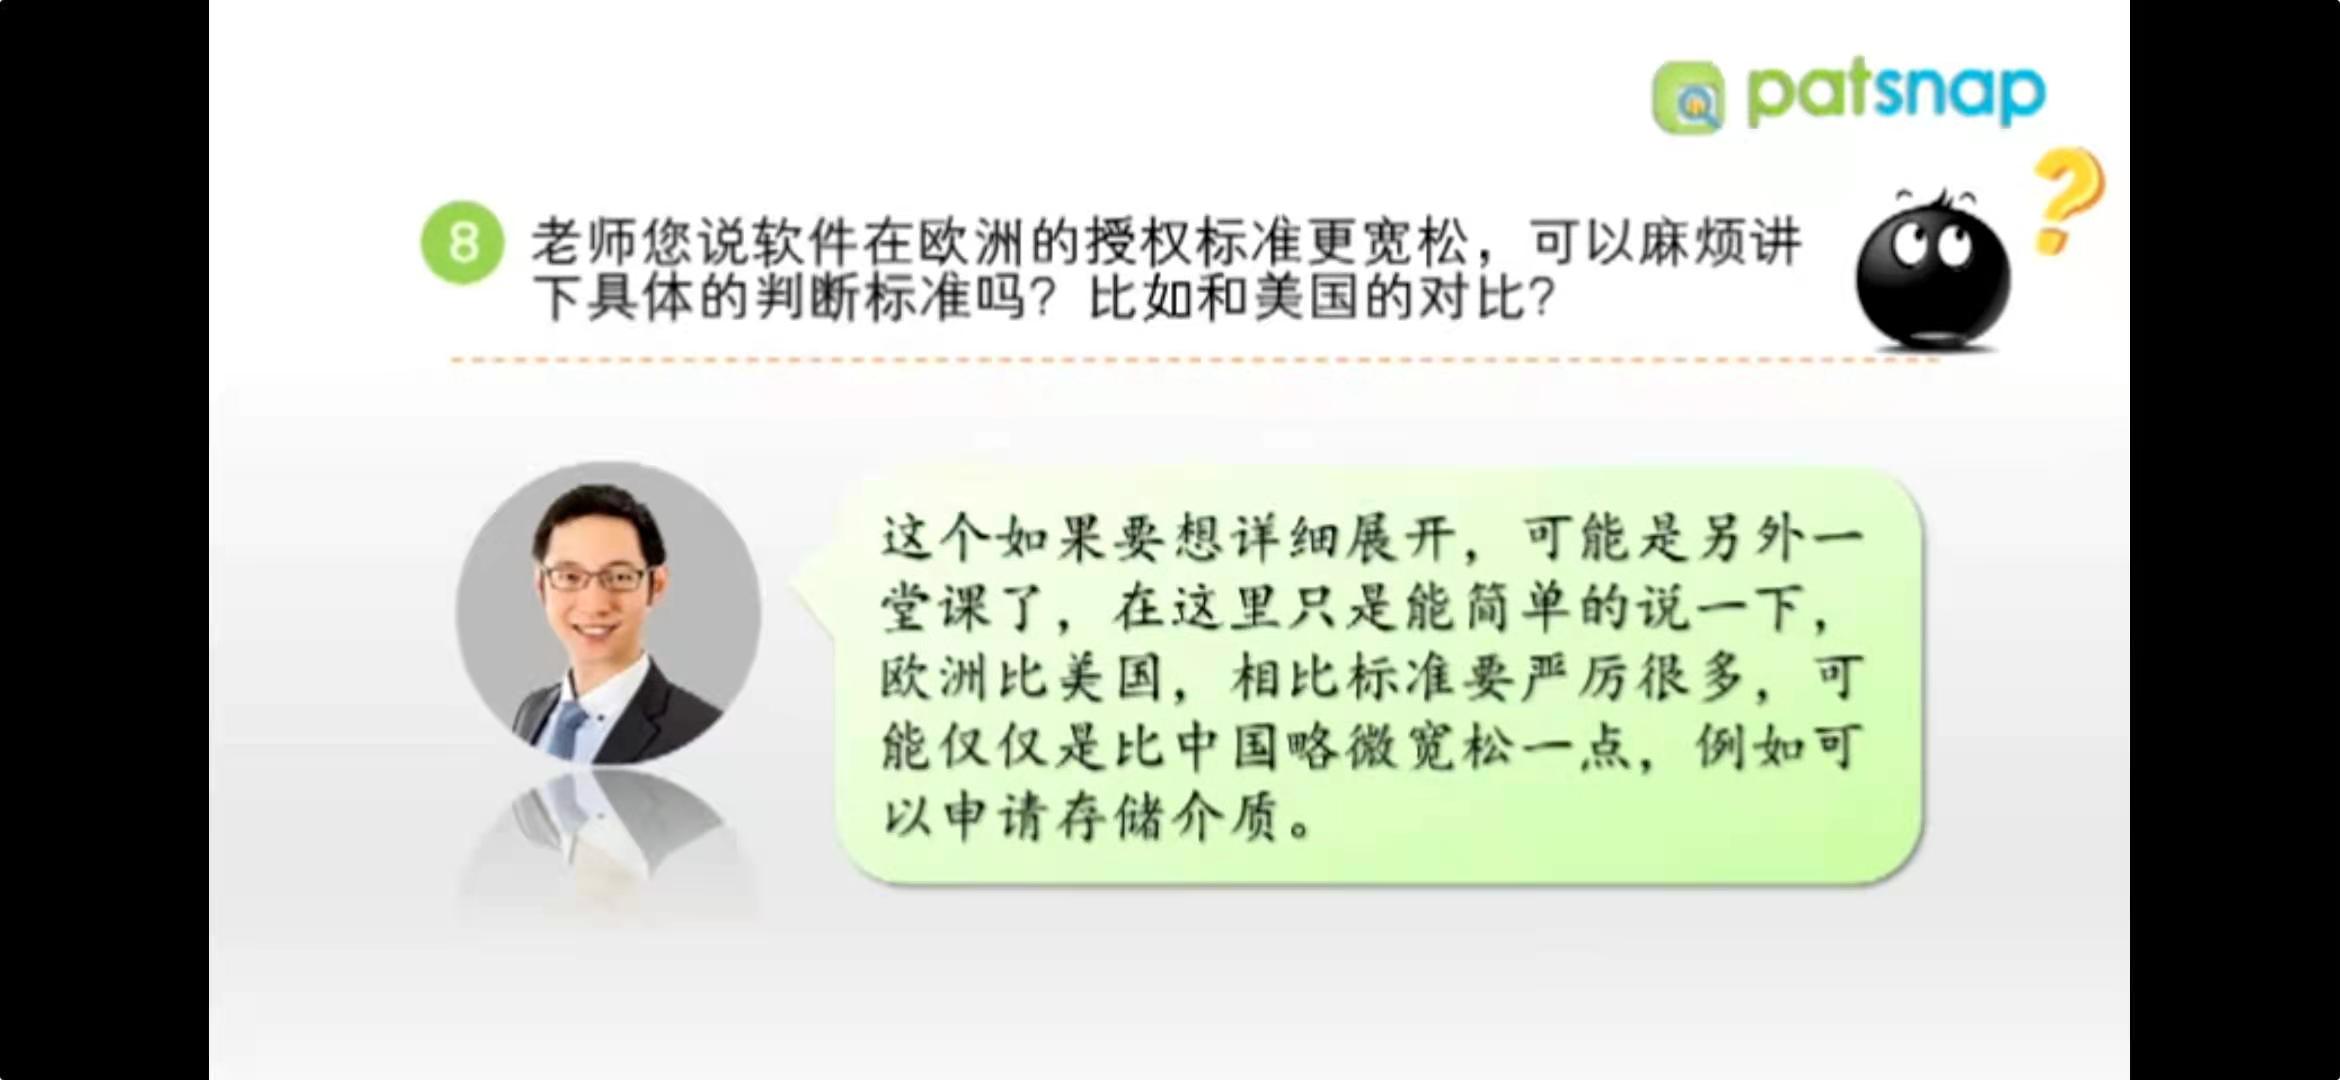 patsnap
8
老师您说软件在欧洲的授权标准更宽松，可以麻烦讲
下具体的判断标准吗？比如和美国的对比？
这个如果要想详细展开，可能是另外一
堂课了，在这里只是能简单的说一下，
欧洲比美国，相比标准要严厉很多，可
能仅仅是比中国略微宽松一点，例如可
以申请存储介质。